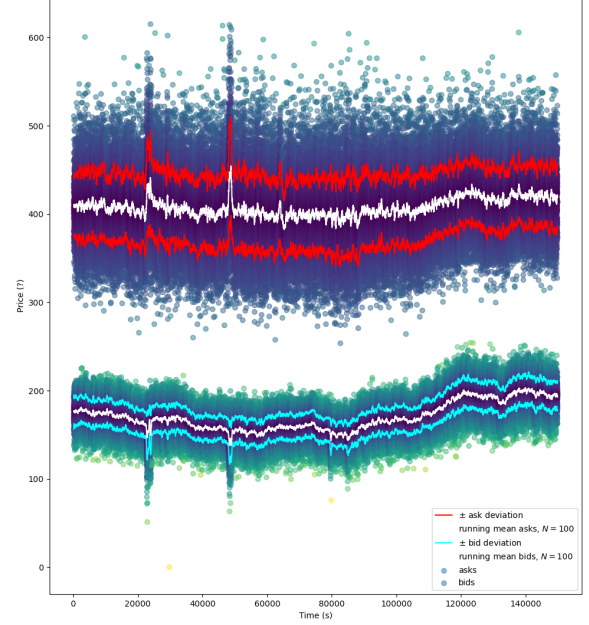 600
500
400
300
200
100
0
Price (?)
0 20000 40000 60000 80000 100000 120000 140000
Time (s)
± ask deviation
running mean asks, N = 100
± bid deviation
running mean bids, N = 100
asks
bids